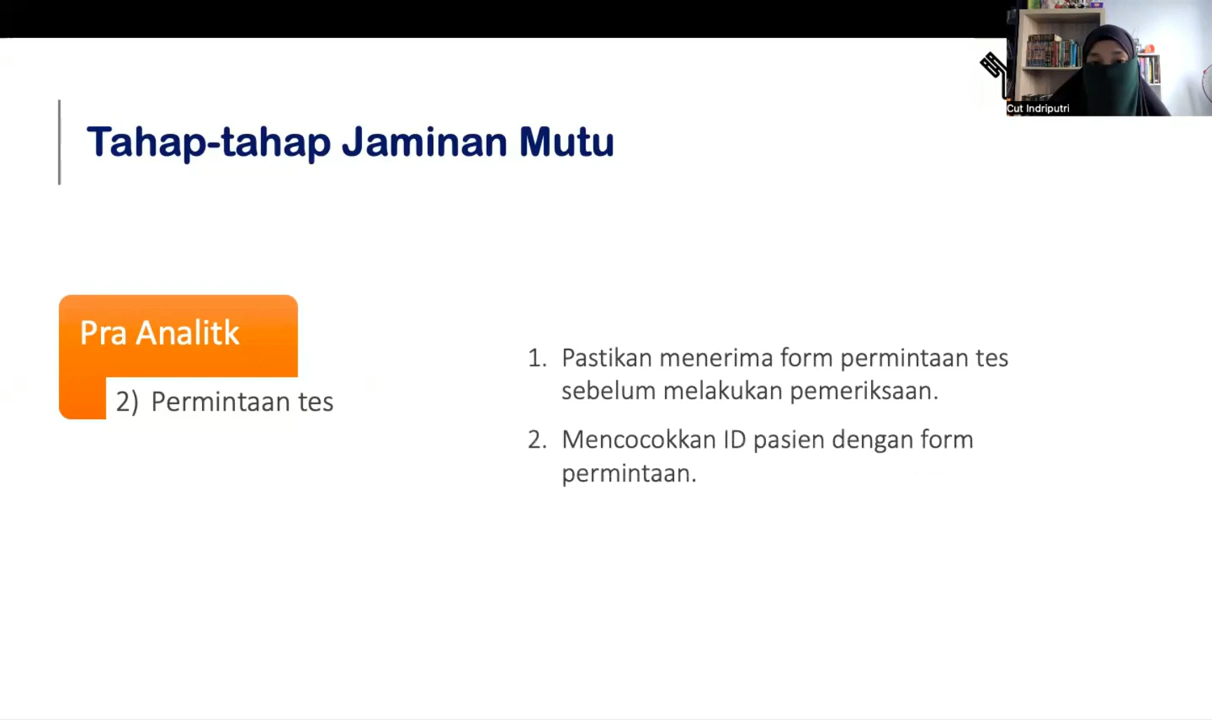 Cut Indriputri
Tahap-tahap Jaminan Mutu
Pra Analitk
2) Permintaan tes
1. Pastikan menerima form permintaan tes
sebelum melakukan pemeriksaan.
2. Mencocokkan ID pasien dengan form
permintaan.